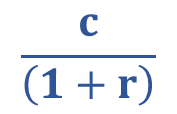 c
(1 + r)